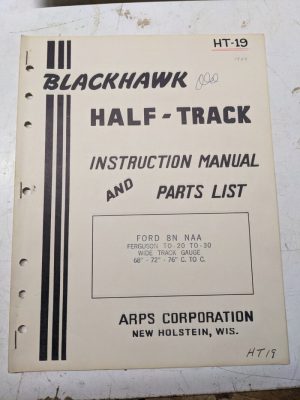 HT-19
BLACKHAWK
HALF-TRACK
INSTRUCTION MANUAL
AND PARTS LIST
FORD 8N NAA
FERGUSON TO 20 TO-30
WIDE TRACK GAUGE
68" - 72" - 76" C. TO C.
ARPS CORPORATION
NEW HOLSTEIN, WIS.
HT19